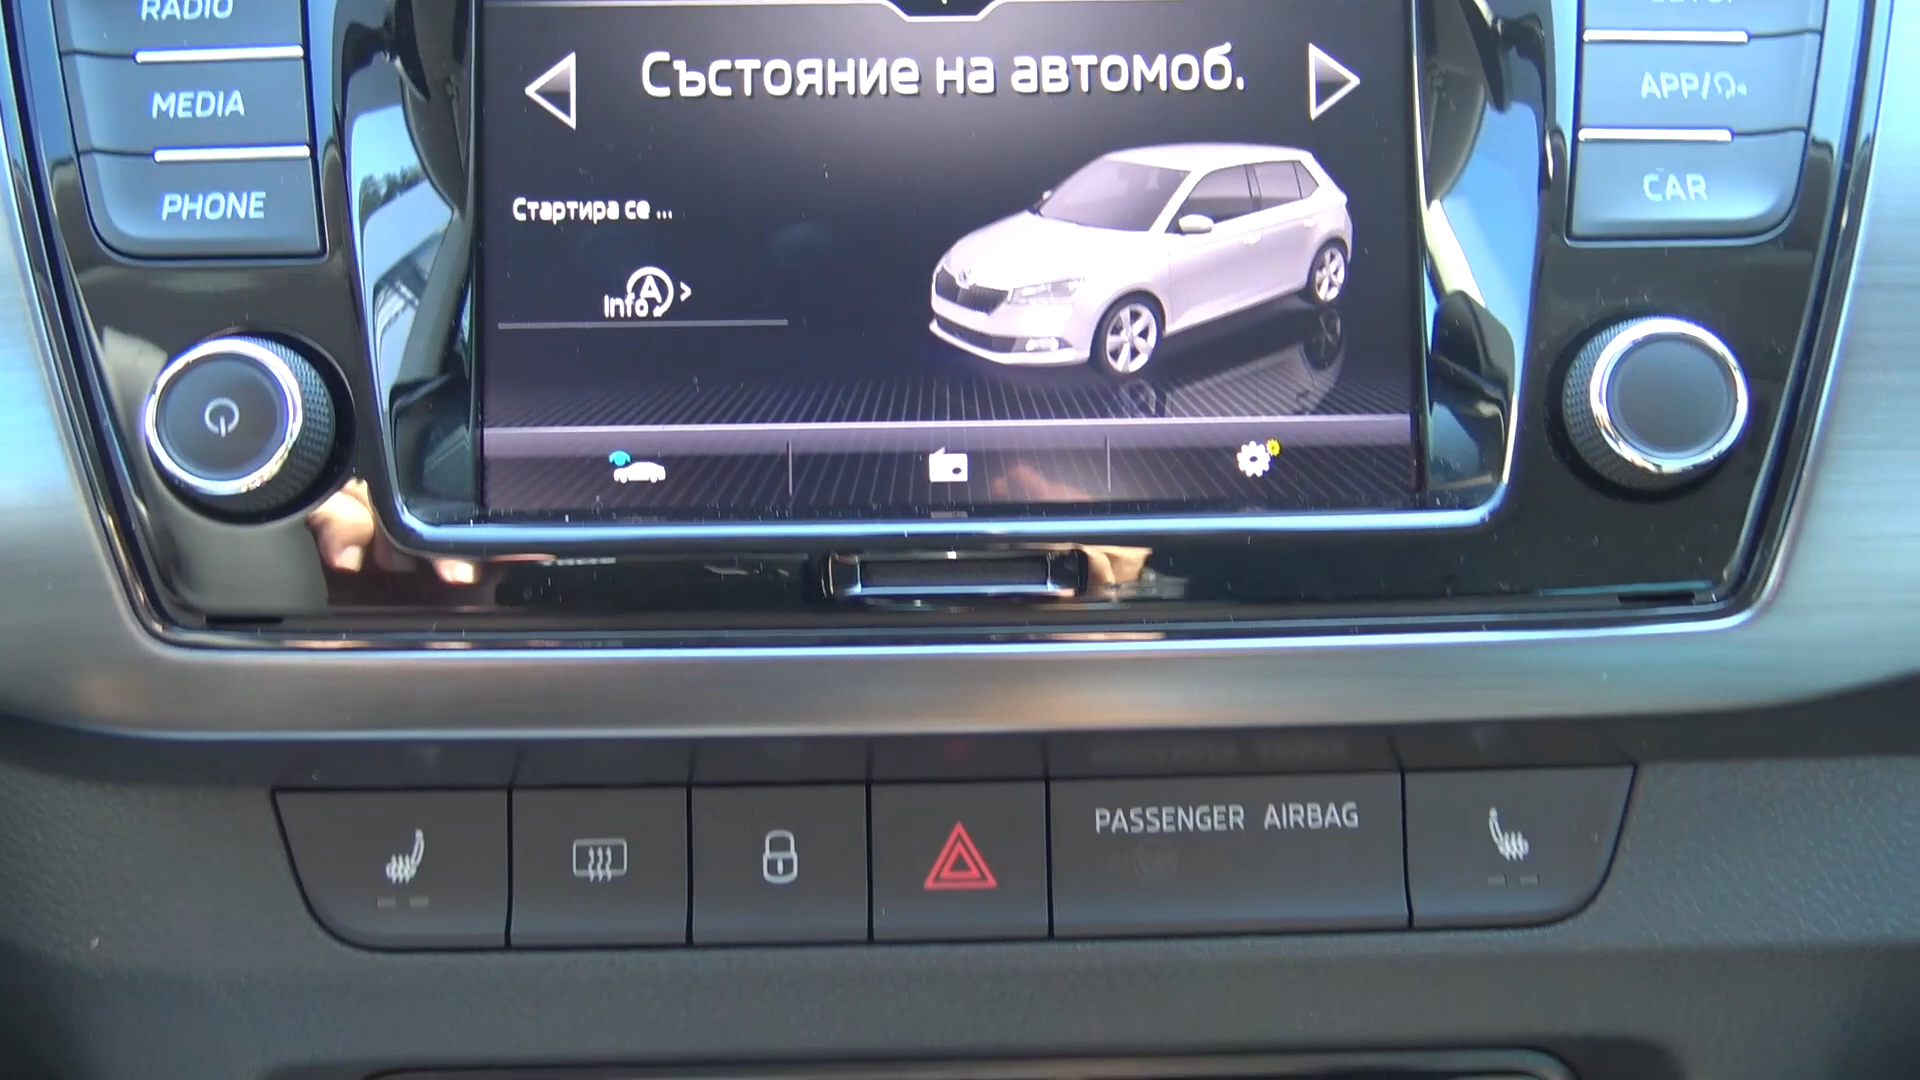 RADIO
MEDIA
PHONE
Състояние на автомоб.
Стартира се ...
Info
A
APP/
CAR
PASSENGER AIRBAG